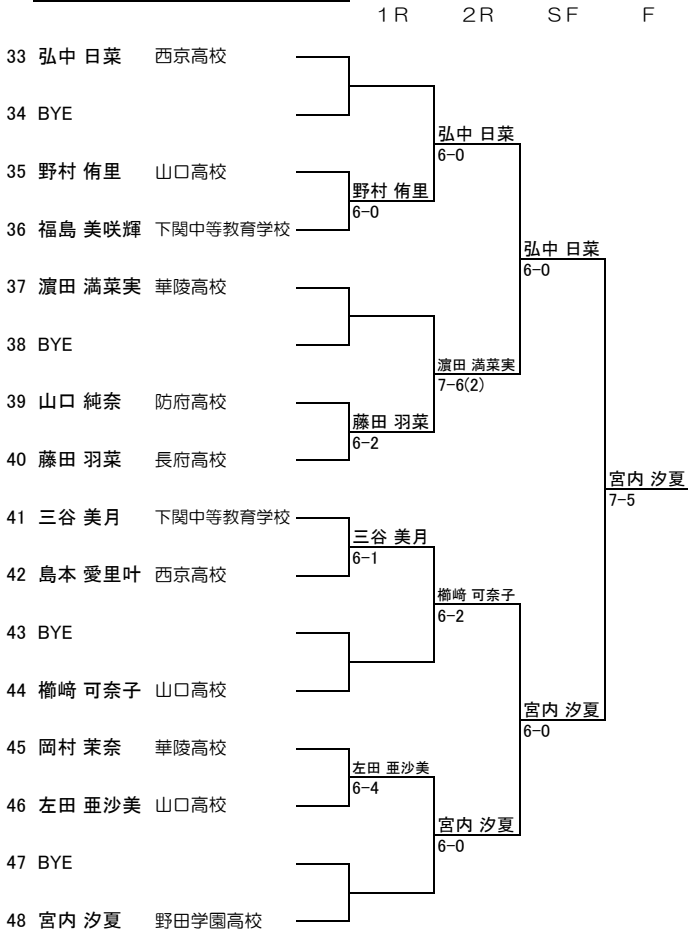 1R 2R SF F
33 弘中 日菜 西京高校
34 BYE
弘中 日菜
6-0
35 野村 侑里 山口高校
野村 侑里
6-0
36 福島 美咲輝 下関中等教育学校
弘中 日菜
6-0
37 濵田 満菜実 華陵高校
38 BYE
濵田 満菜実
7-6(2)
39 山口 純奈 防府高校
藤田 羽菜
6-2
40 藤田 羽菜 長府高校
宮内 汐夏
7-5
41 三谷 美月 下関中等教育学校
三谷 美月
6-1
42 島本 愛里叶 西京高校
櫛﨑 可奈子
6-2
43 BYE
44 櫛﨑 可奈子 山口高校
宮内 汐夏
6-0
45 岡村 茉奈 華陵高校
左田 亜沙美
6-4
46 左田 亜沙美 山口高校
宮内 汐夏
6-0
47 BYE
48 宮内 汐夏 野田学園高校